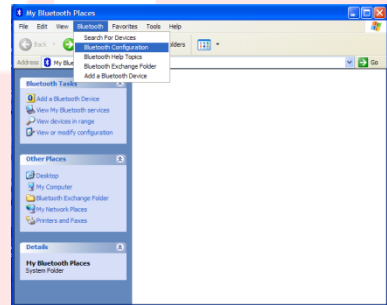 My Bluetooth Places
File Edit View Bluetooth Favorites Tools Help
Search For Devices
Back
olders
Bluetooth Configuration
Address My Blue
Bluetooth Help Topics
Go
Bluetooth Exchange Folder
Add a Bluetooth Device
Bluetooth Tasks
Add a Bluetooth Device
View My Bluetooth services
View devices in range
View or modify configuration
Other Places
Desktop
My Computer
Bluetooth Exchange Folder
My Network Places
Printers and Faxes
Details
My Bluetooth Places
System Folder